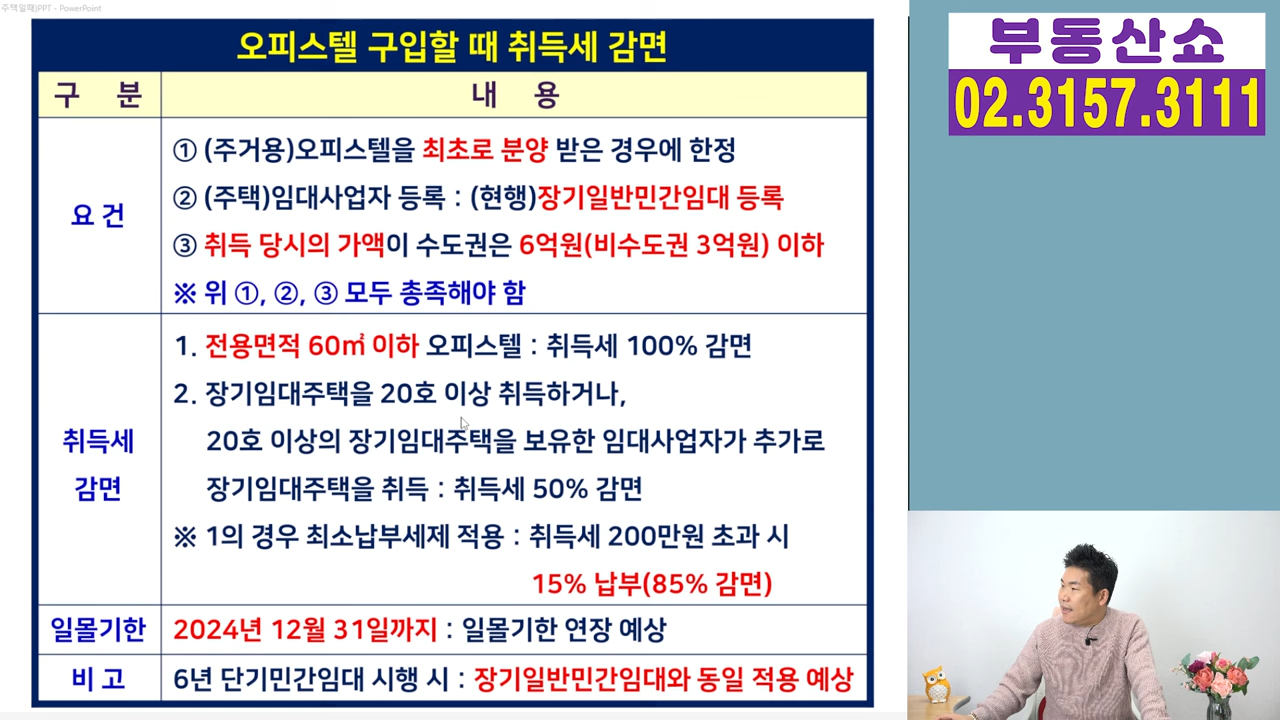 주택일때)PPT - PowerPoint
오피스텔 구입할 때 취득세 감면
구 분
내 용
요 건
① (주거용)오피스텔을 최초로 분양 받은 경우에 한정
② (주택)임대사업자 등록 : (현행)장기일반민간임대 등록
③ 취득 당시의 가액이 수도권은 6억원(비수도권 3억원) 이하
※ 위 ①, ②, ③ 모두 충족해야 함
취득세
감면
1. 전용면적 60㎡ 이하 오피스텔 : 취득세 100% 감면
2. 장기임대주택을 20호 이상 취득하거나,
20호 이상의 장기임대주택을 보유한 임대사업자가 추가로
장기임대주택을 취득 : 취득세 50% 감면
※ 1의 경우 최소납부세제 적용 : 취득세 200만원 초과 시
15% 납부(85% 감면)
일몰기한
2024년 12월 31일까지 : 일몰기한 연장 예상
비 고
6년 단기민간임대 시행 시 : 장기일반민간임대와 동일 적용 예상
부동산쇼
02.3157.3111